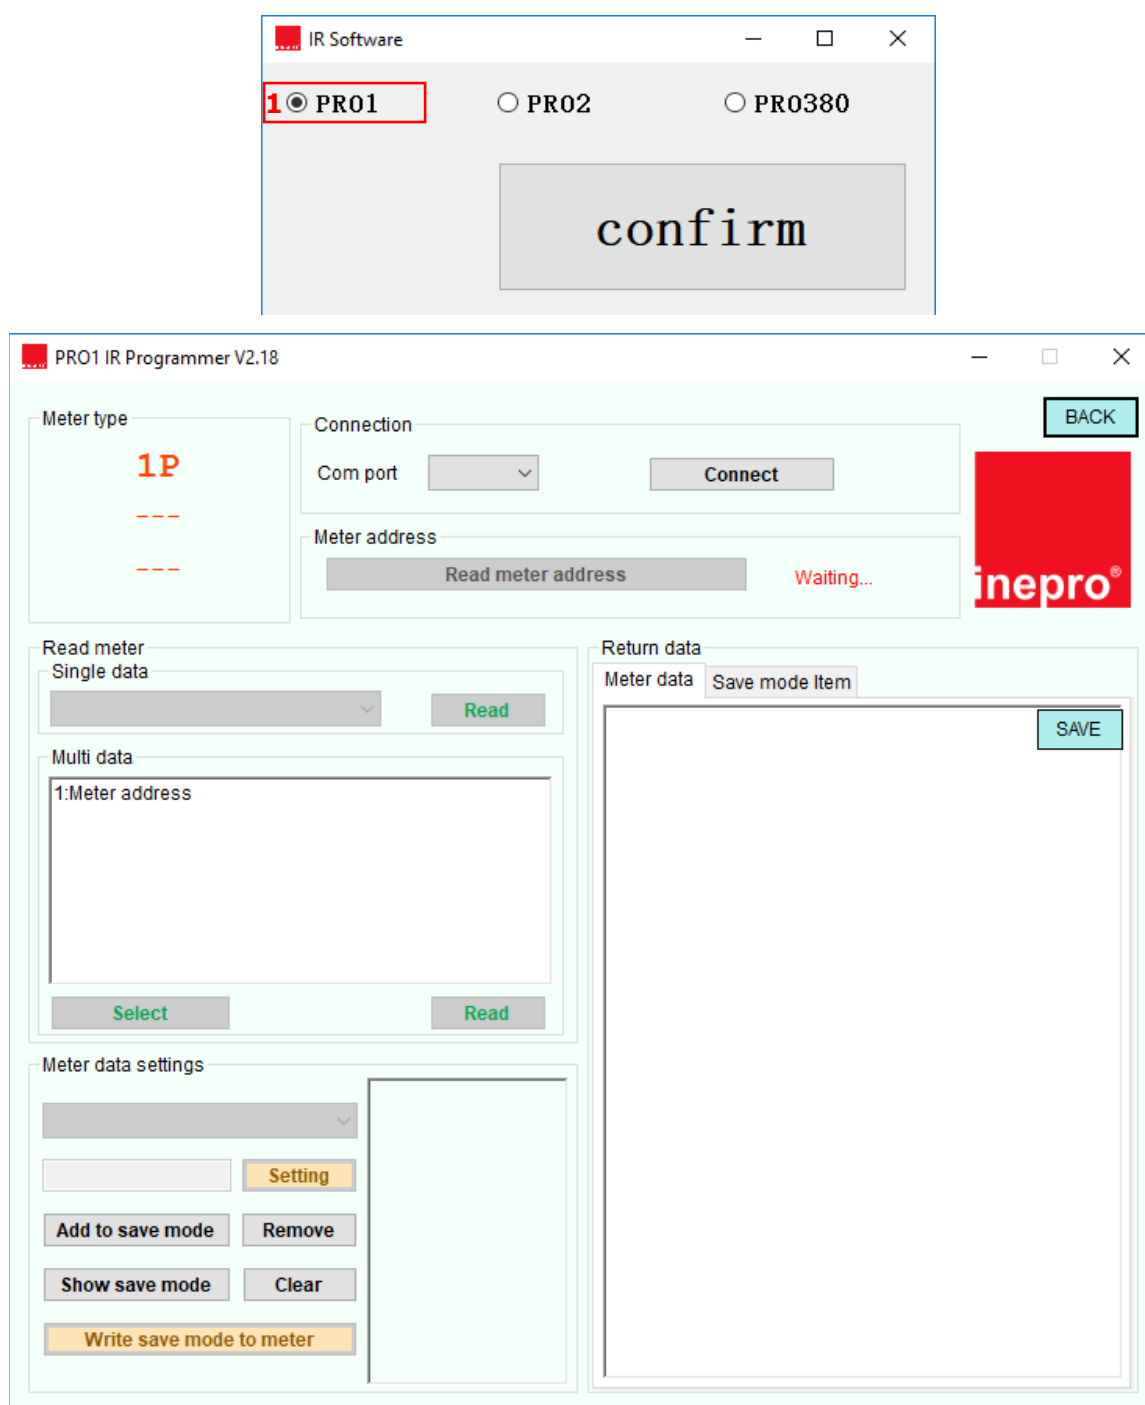 IR Software
1 PRO1 PRO2 PRO380
confirm
PRO1 IR Programmer V2.18
BACK
Meter type
1P
---
---
Connection
Com port Connect
Meter address
Read meter address Waiting...
inepro®
Read meter
Single data
Read
Multi data
1:Meter address
Select Read
Return data
Meter data Save mode Item
SAVE
Meter data settings
Setting
Add to save mode Remove
Show save mode Clear
Write save mode to meter